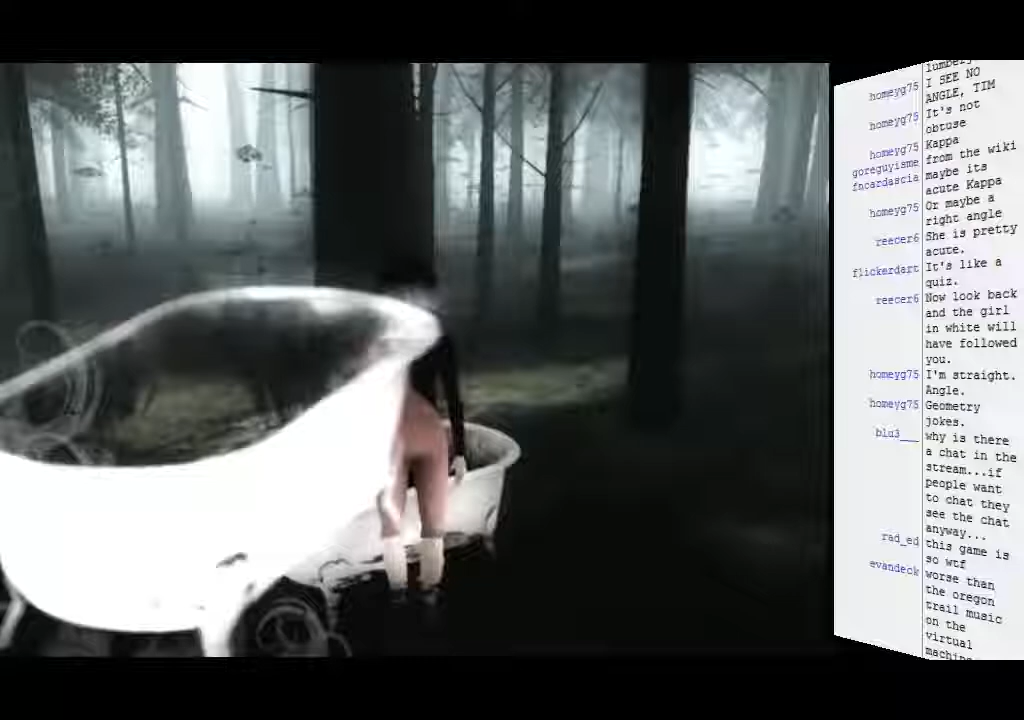 lumberj
homeyg75 I SEE NO
ANGLE, TIM
homeyg75 It's not
obtuse
homeyg75 Kappa
goreguyisme from the wiki
fncardascia maybe its
acute Kappa
homeyg75 Or maybe a
right angle
reecer6 She is pretty
acute.
flickerdart It's like a
quiz.
reecer6 Now look back
and the girl
in white will
have followed
you.
homeyg75 I'm straight.
Angle.
homeyg75 Geometry
jokes.
blu3___ why is there
a chat in the
stream...if
people want
to chat they
see the chat
anyway...
rad_ed this game is
so wtf
evandeck worse than
the oregon
trail music
on the
virtual
machine